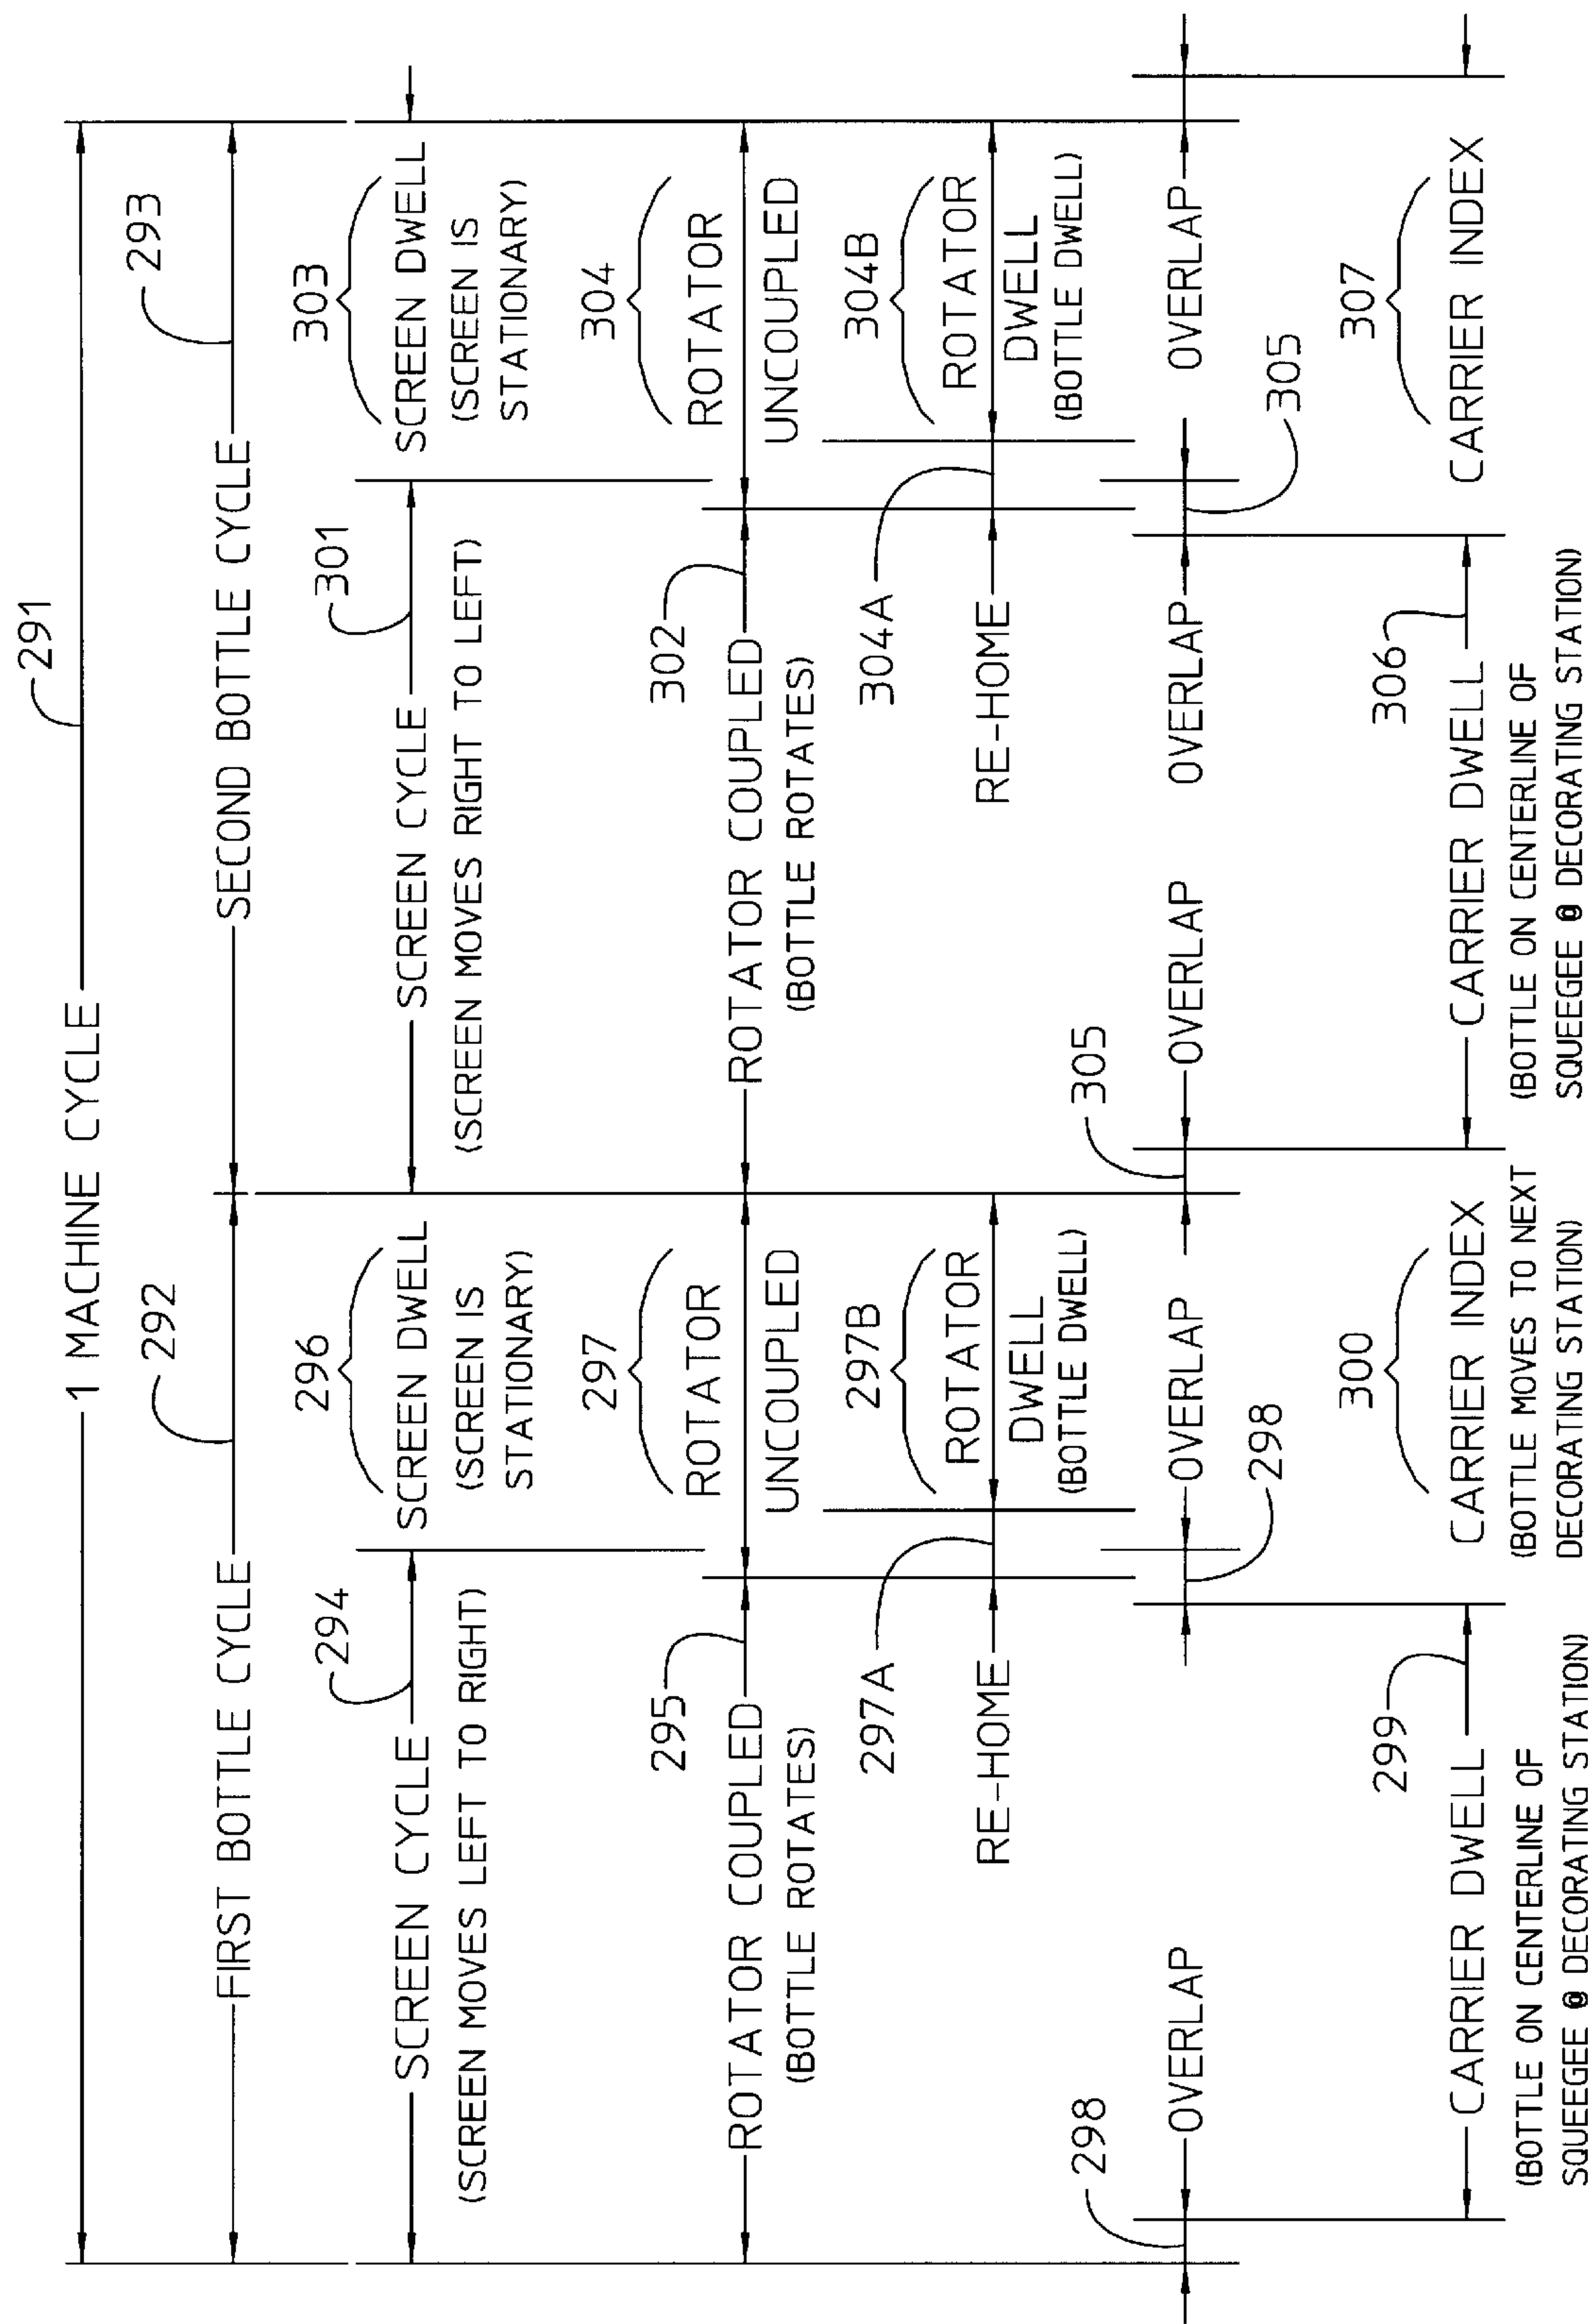 291
1 MACHINE CYCLE
292
293
FIRST BOTTLE CYCLE
SECOND BOTTLE CYCLE
294
296
301
303
SCREEN CYCLE
SCREEN DWELL
SCREEN CYCLE
SCREEN DWELL
(SCREEN MOVES LEFT TO RIGHT)
(SCREEN IS
STATIONARY)
(SCREEN MOVES RIGHT TO LEFT)
(SCREEN IS
STATIONARY)
295
297
302
304
ROTATOR COUPLED
(BOTTLE ROTATES)
ROTATOR
UNCOUPLED
ROTATOR COUPLED
(BOTTLE ROTATES)
ROTATOR
UNCOUPLED
297A
297B
304A
304B
RE-HOME
ROTATOR
DWELL
(BOTTLE DWELL)
RE-HOME
ROTATOR
DWELL
(BOTTLE DWELL)
298
305
OVERLAP
OVERLAP
OVERLAP
OVERLAP
OVERLAP
298
305
299
300
306
307
CARRIER DWELL
CARRIER INDEX
CARRIER DWELL
CARRIER INDEX
(BOTTLE ON CENTERLINE OF
SQUEEGEE @ DECORATING STATION)
(BOTTLE MOVES TO NEXT
DECORATING STATION)
(BOTTLE ON CENTERLINE OF
SQUEEGEE @ DECORATING STATION)